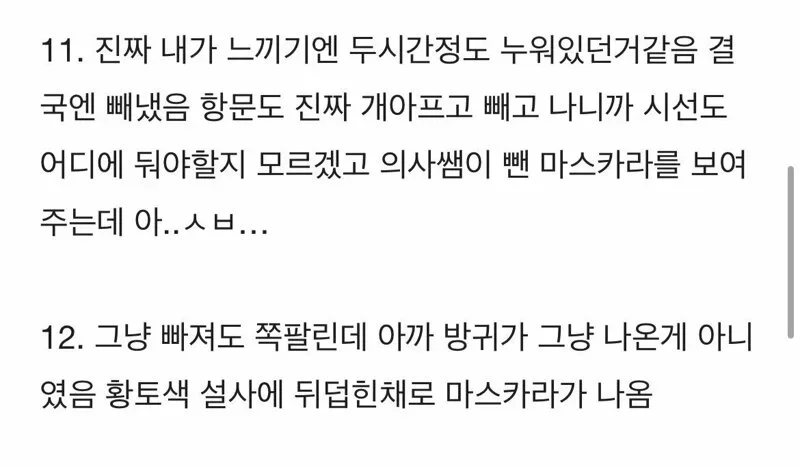 11. 진짜 내가 느끼기엔 두시간정도 누워있던거같음 결
국엔 빼냈음 항문도 진짜 개아프고 빼고 나니까 시선도
어디에 둬야할지 모르겠고 의사쌤이 뺀 마스카라를 보여
주는데 아..ㅅㅂ...
12. 그냥 빠져도 쪽팔린데 아까 방귀가 그냥 나온게 아니
였음 황토색 설사에 뒤덥힌채로 마스카라가 나옴